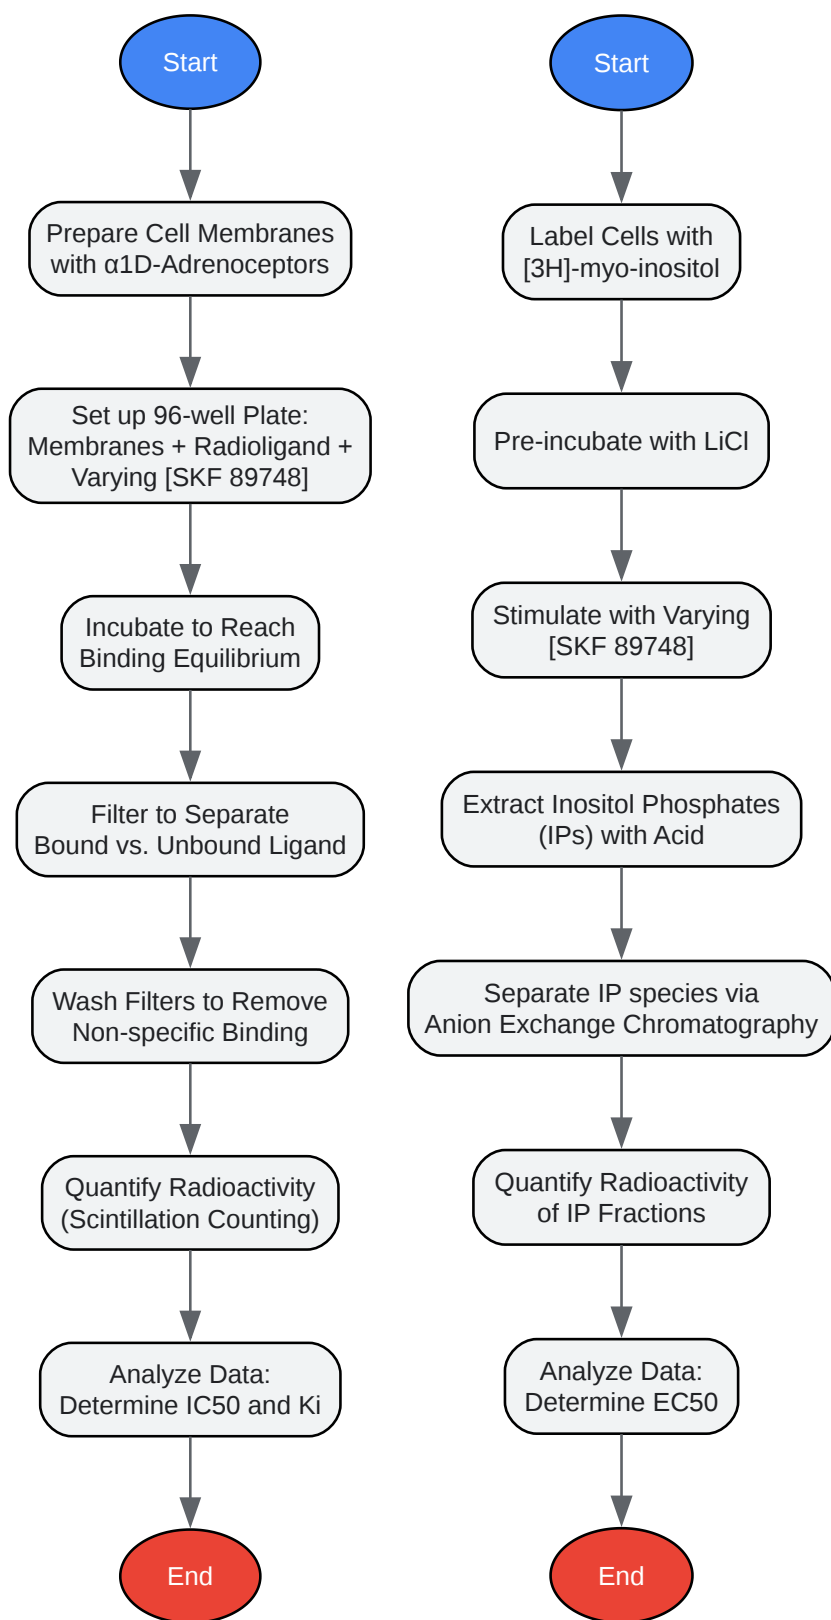 Start
Prepare Cell Membranes
with α1D-Adrenoceptors
Set up 96-well Plate:
Membranes + Radioligand +
Varying [SKF 89748]
Incubate to Reach
Binding Equilibrium
Filter to Separate
Bound vs. Unbound Ligand
Wash Filters to Remove
Non-specific Binding
Quantify Radioactivity
(Scintillation Counting)
Analyze Data:
Determine IC50 and Ki
End
Start
Label Cells with
[3H]-myo-inositol
Pre-incubate with LiCl
Stimulate with Varying
[SKF 89748]
Extract Inositol Phosphates
(IPs) with Acid
Separate IP species via
Anion Exchange Chromatography
Quantify Radioactivity
of IP Fractions
Analyze Data:
Determine EC50
End